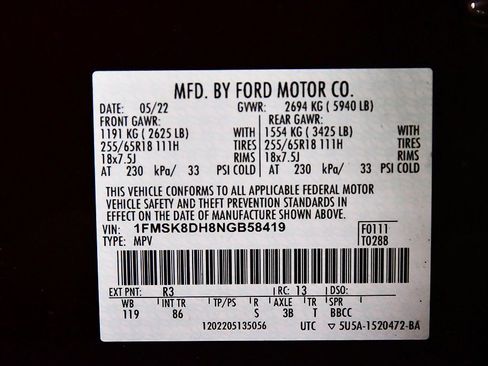 MFD. BY FORD MOTOR CO.
DATE: 05/22 GVWR: 2694 KG ( 5940 LB)
FRONT GAWR: REAR GAWR:
1191 KG ( 2625 LB) WITH 1554 KG ( 3425 LB) WITH
255/65R18 111H TIRES 255/65R18 111H TIRES
18x7.5J RIMS 18x7.5J RIMS
AT 230 kPa/ 33 PSI COLD AT 230 kPa/ 33 PSI COLD
THIS VEHICLE CONFORMS TO ALL APPLICABLE FEDERAL MOTOR
VEHICLE SAFETY AND THEFT PREVENTION STANDARDS IN
EFFECT ON THE DATE OF MANUFACTURE SHOWN ABOVE.
VIN: 1FMSK8DH8NGB58419 F0111
TYPE: MPV T0288
EXT PNT: R3 RC: 13 DSO:
WB INT TR TP/PS R AXLE TR SPR
119 86 S 3B T BBCC
1202205135056 UTC ▽ 5U5A-1520472-BA